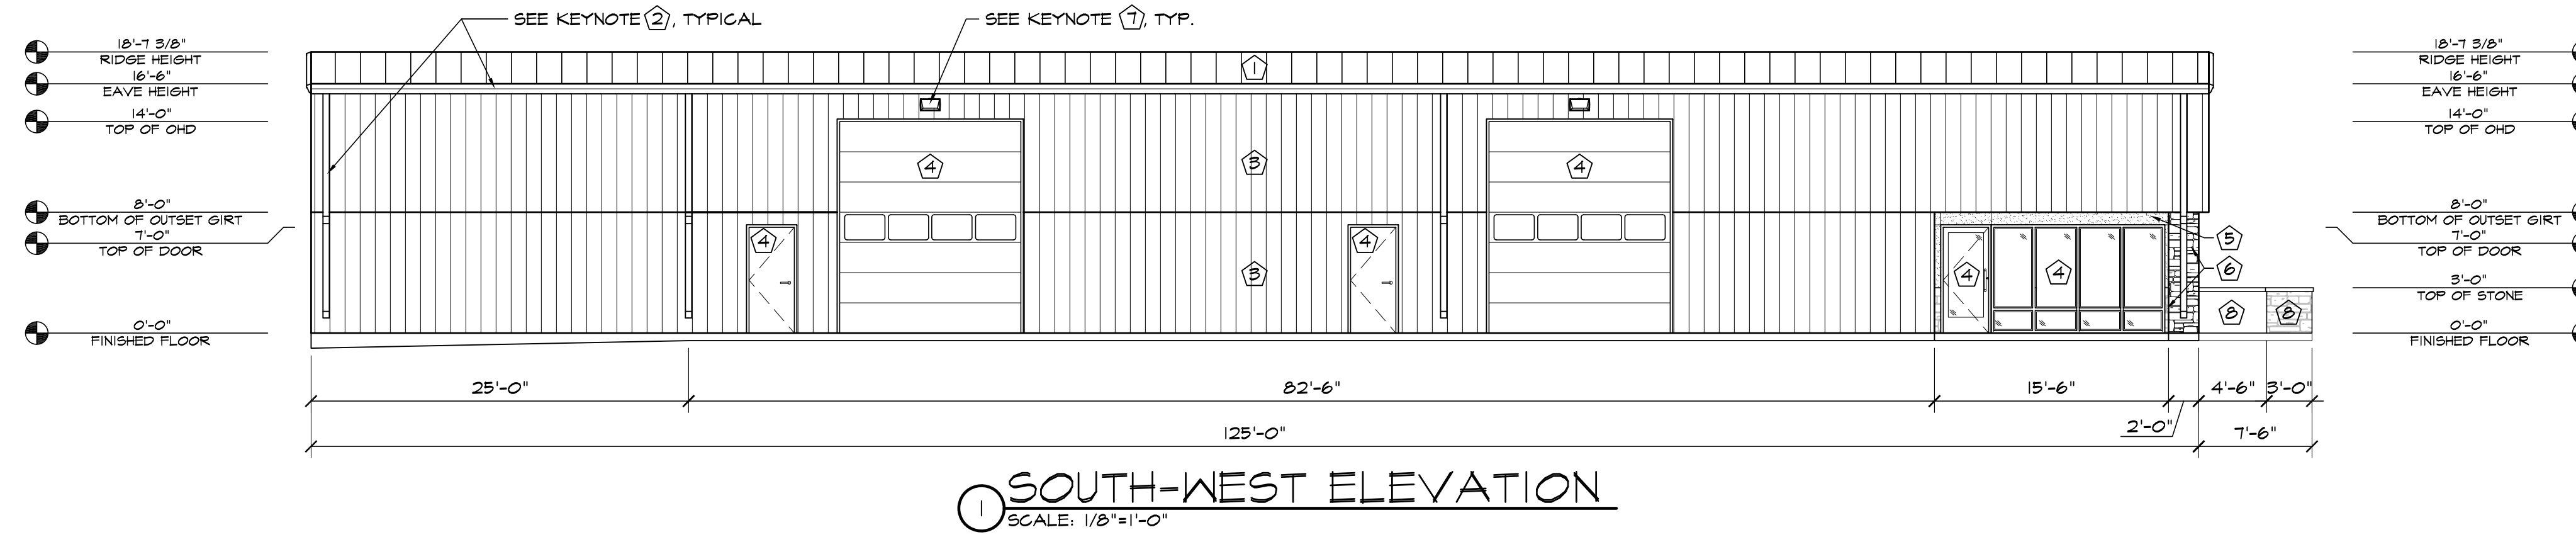 SEE KEYNOTE 2, TYPICAL
SEE KEYNOTE 7, TYP.
18'-7 3/8"
RIDGE HEIGHT
16'-6"
EAVE HEIGHT
14'-0"
TOP OF OHD
8'-0"
BOTTOM OF OUTSET GIRT
7'-0"
TOP OF DOOR
0'-0"
FINISHED FLOOR
1
4
4
3
4
4
3
4
4
5
6
8
8
18'-7 3/8"
RIDGE HEIGHT
16'-6"
EAVE HEIGHT
14'-0"
TOP OF OHD
8'-0"
BOTTOM OF OUTSET GIRT
7'-0"
TOP OF DOOR
3'-0"
TOP OF STONE
0'-0"
FINISHED FLOOR
25'-0"
82'-6"
15'-6"
4'-6"
3'-0"
2'-0"
125'-0"
7'-6"
1
SOUTH-WEST ELEVATION
SCALE: 1/8"=1'-0"